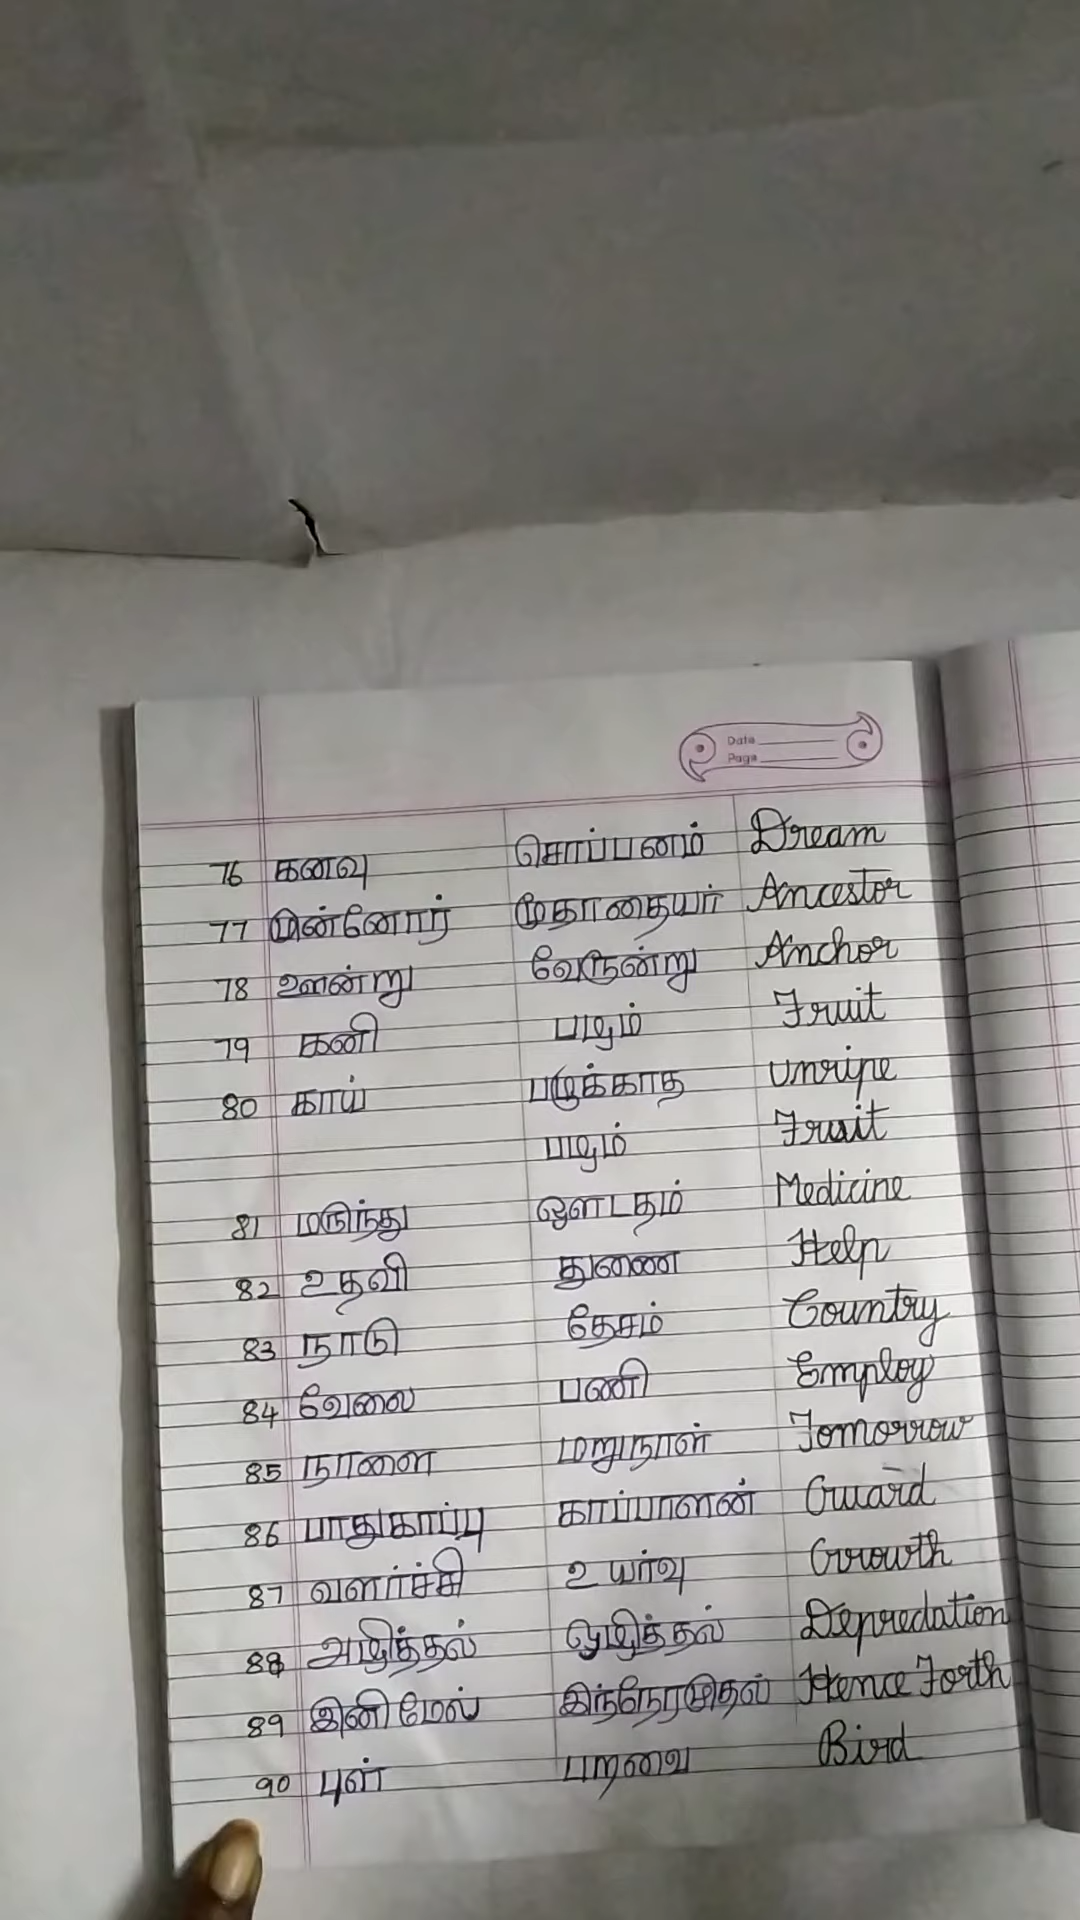 Date
Page
76 கனவு சொப்பனம் Dream
77 முன்னோர் மூதாதையர் Ancestor
78 ஊன்று வேருன்று Anchor
79 கனி பழம் Fruit
80 காய் பழுக்காத unripe
பழம் Fruit
81 மருந்து ஔடதம் Medicine
82 உதவி துணை Help
83 நாடு தேசம் Country
84 வேலை பணி Employ
85 நாளை மறுநாள் Tomorrow
86 பாதுகாப்பு காப்பாளன் Guard
87 வளர்ச்சி உயர்வு Growth
88 அழித்தல் ஒழித்தல் Depredation
89 இனிமேல் இந்நேரமுதல் Hence Forth
90 புள் பறவை Bird